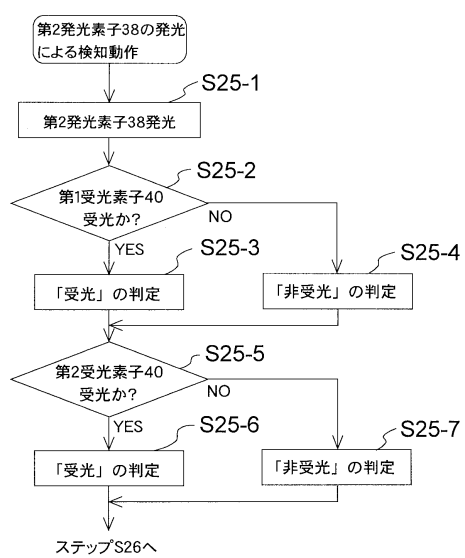 第2発光素子38の発光
による検知動作
S25-1
第2発光素子38発光
S25-2
第1受光素子40
受光か?
NO
YES
S25-3
S25-4
「受光」の判定
「非受光」の判定
S25-5
第2受光素子40
受光か?
NO
YES
S25-6
S25-7
「受光」の判定
「非受光」の判定
ステップS26へ